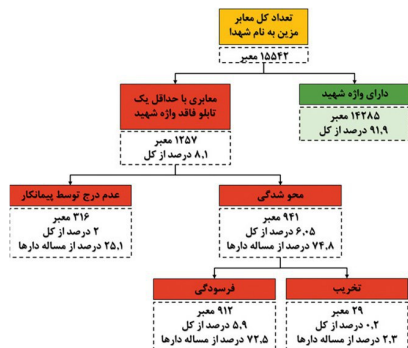 تعداد کل معابر
مزین به نام شهدا
۱۵۵۴۲ معبر
دارای واژه شهید
۱۴۲۸۵ معبر
۹۱,۹ درصد از کل
معابری با حداقل یک
تابلو فاقد واژه شهید
۱۲۵۷ معبر
۸,۱ درصد از کل
محو شدگی
۹۴۱ معبر
۶,۰۵ درصد از کل
۷۴,۸ درصد از مساله دارها
عدم درج توسط پیمانکار
۳۱۶ معبر
۲ درصد از کل
۲۵,۱ درصد از مساله دارها
تخریب
۲۹ معبر
۰,۲ درصد از کل
۲,۳ درصد از مساله دارها
فرسودگی
۹۱۲ معبر
۵,۹ درصد از کل
۷۲,۵ درصد از مساله دارها